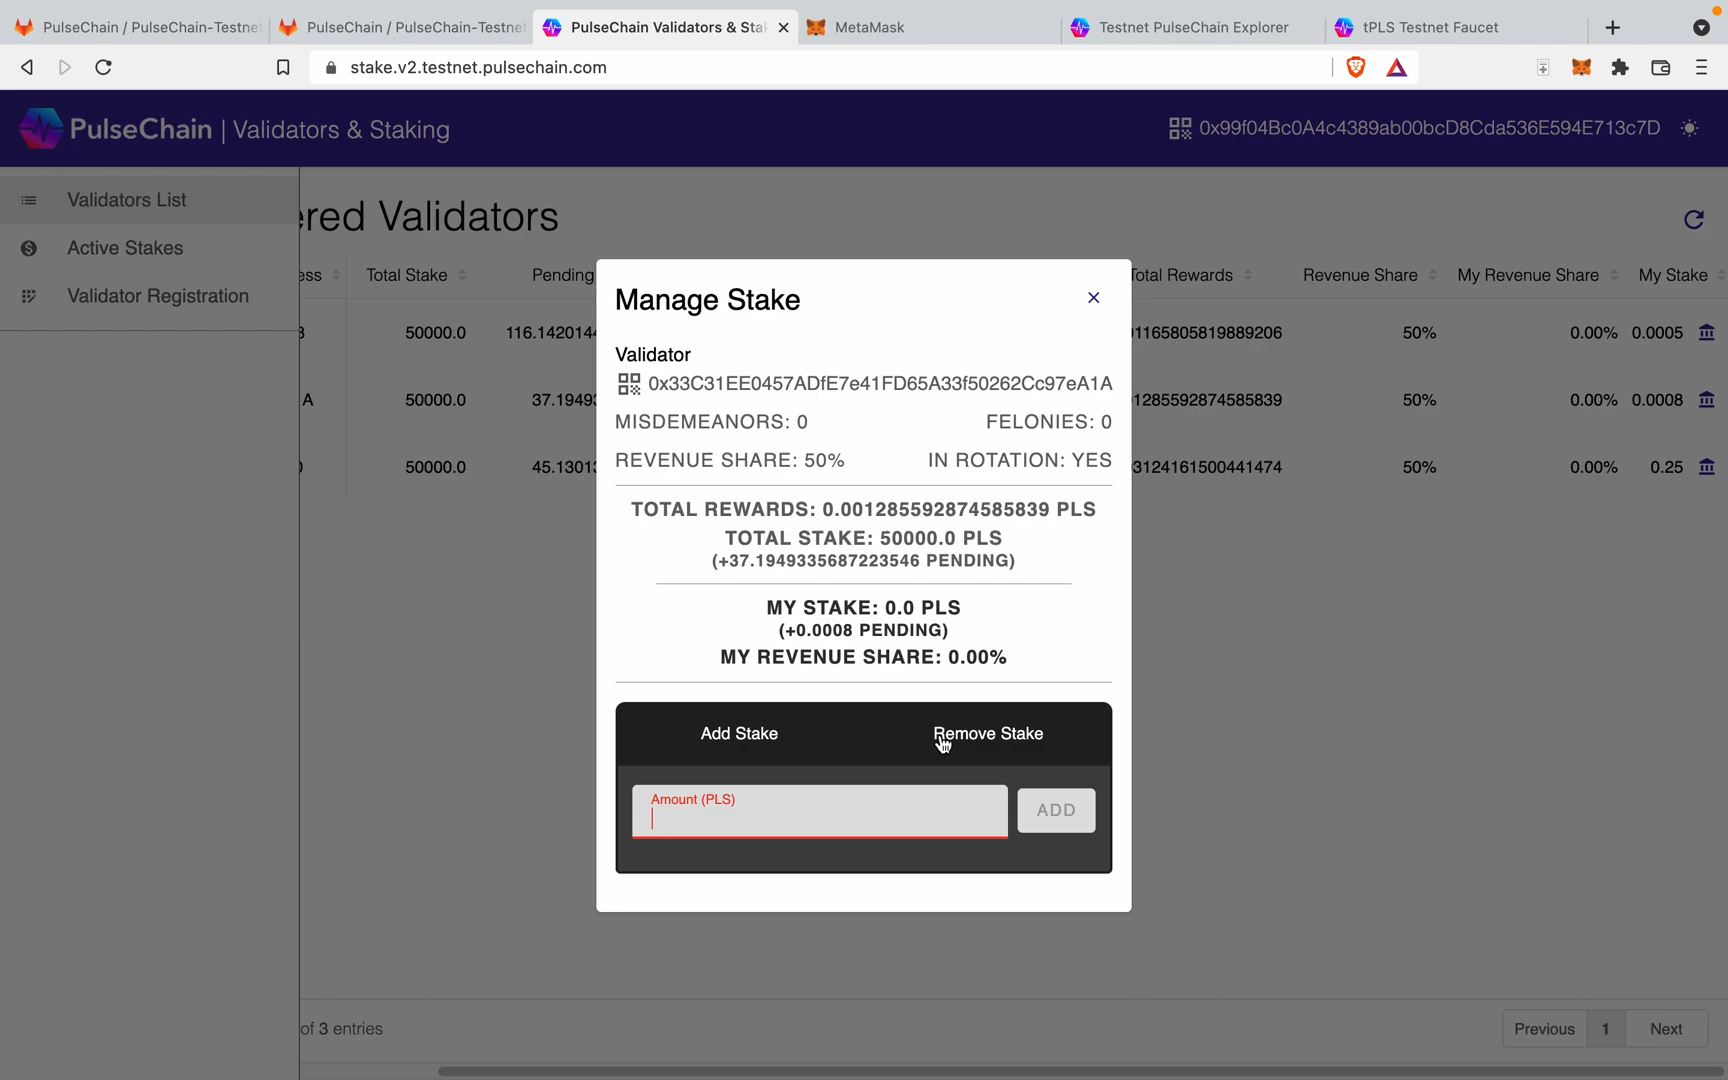 PulseChain / PulseChain-Testnet
PulseChain / PulseChain-Testnet
PulseChain Validators & Stak
MetaMask
Testnet PulseChain Explorer
tPLS Testnet Faucet
stake.v2.testnet.pulsechain.com
PulseChain | Validators & Staking
0x99f04Bc0A4c4389ab00bcD8Cda536E594E713c7D
Validators List
Active Stakes
Validator Registration
ered Validators
ess Total Stake Pending Total Rewards Revenue Share My Revenue Share My Stake
50000.0 116.142014 01165805819889206 50% 0.00% 0.0005
A 50000.0 37.1949 1285592874585839 50% 0.00% 0.0008
50000.0 45.1301 3124161500441474 50% 0.00% 0.25
Manage Stake
Validator
0x33C31EE0457ADfE7e41FD65A33f50262Cc97eA1A
MISDEMEANORS: 0 FELONIES: 0
REVENUE SHARE: 50% IN ROTATION: YES
TOTAL REWARDS: 0.001285592874585839 PLS
TOTAL STAKE: 50000.0 PLS
(+37.1949335687223546 PENDING)
MY STAKE: 0.0 PLS
(+0.0008 PENDING)
MY REVENUE SHARE: 0.00%
Add Stake Remove Stake
Amount (PLS)
ADD
of 3 entries
Previous 1 Next